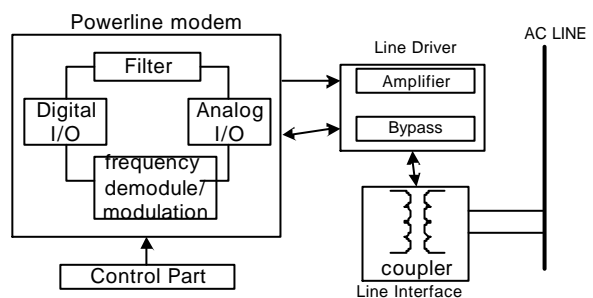 Powerline modem
Filter
Digital
I/O
Analog
I/O
frequency
demodule/
modulation
Control Part
Line Driver
Amplifier
Bypass
coupler
Line Interface
AC LINE